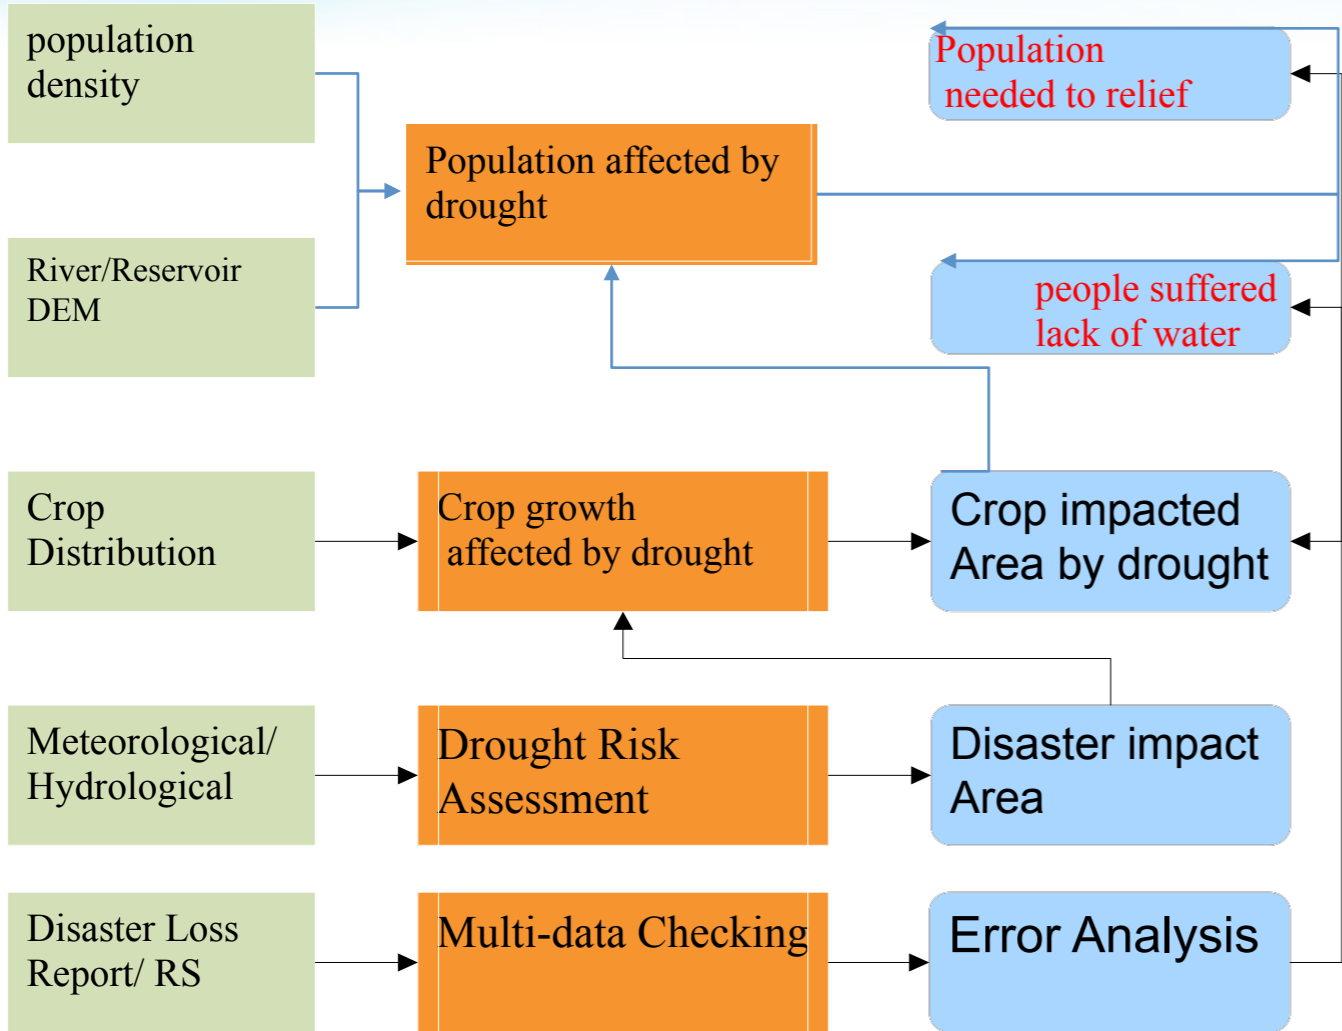 population
density
Population
needed to relief
Population affected by
drought
River/Reservoir
DEM
people suffered
lack of water
Crop
Distribution
Crop growth
affected by drought
Crop impacted
Area by drought
Meteorological/
Hydrological
Drought Risk
Assessment
Disaster impact
Area
Disaster Loss
Report/ RS
Multi-data Checking
Error Analysis